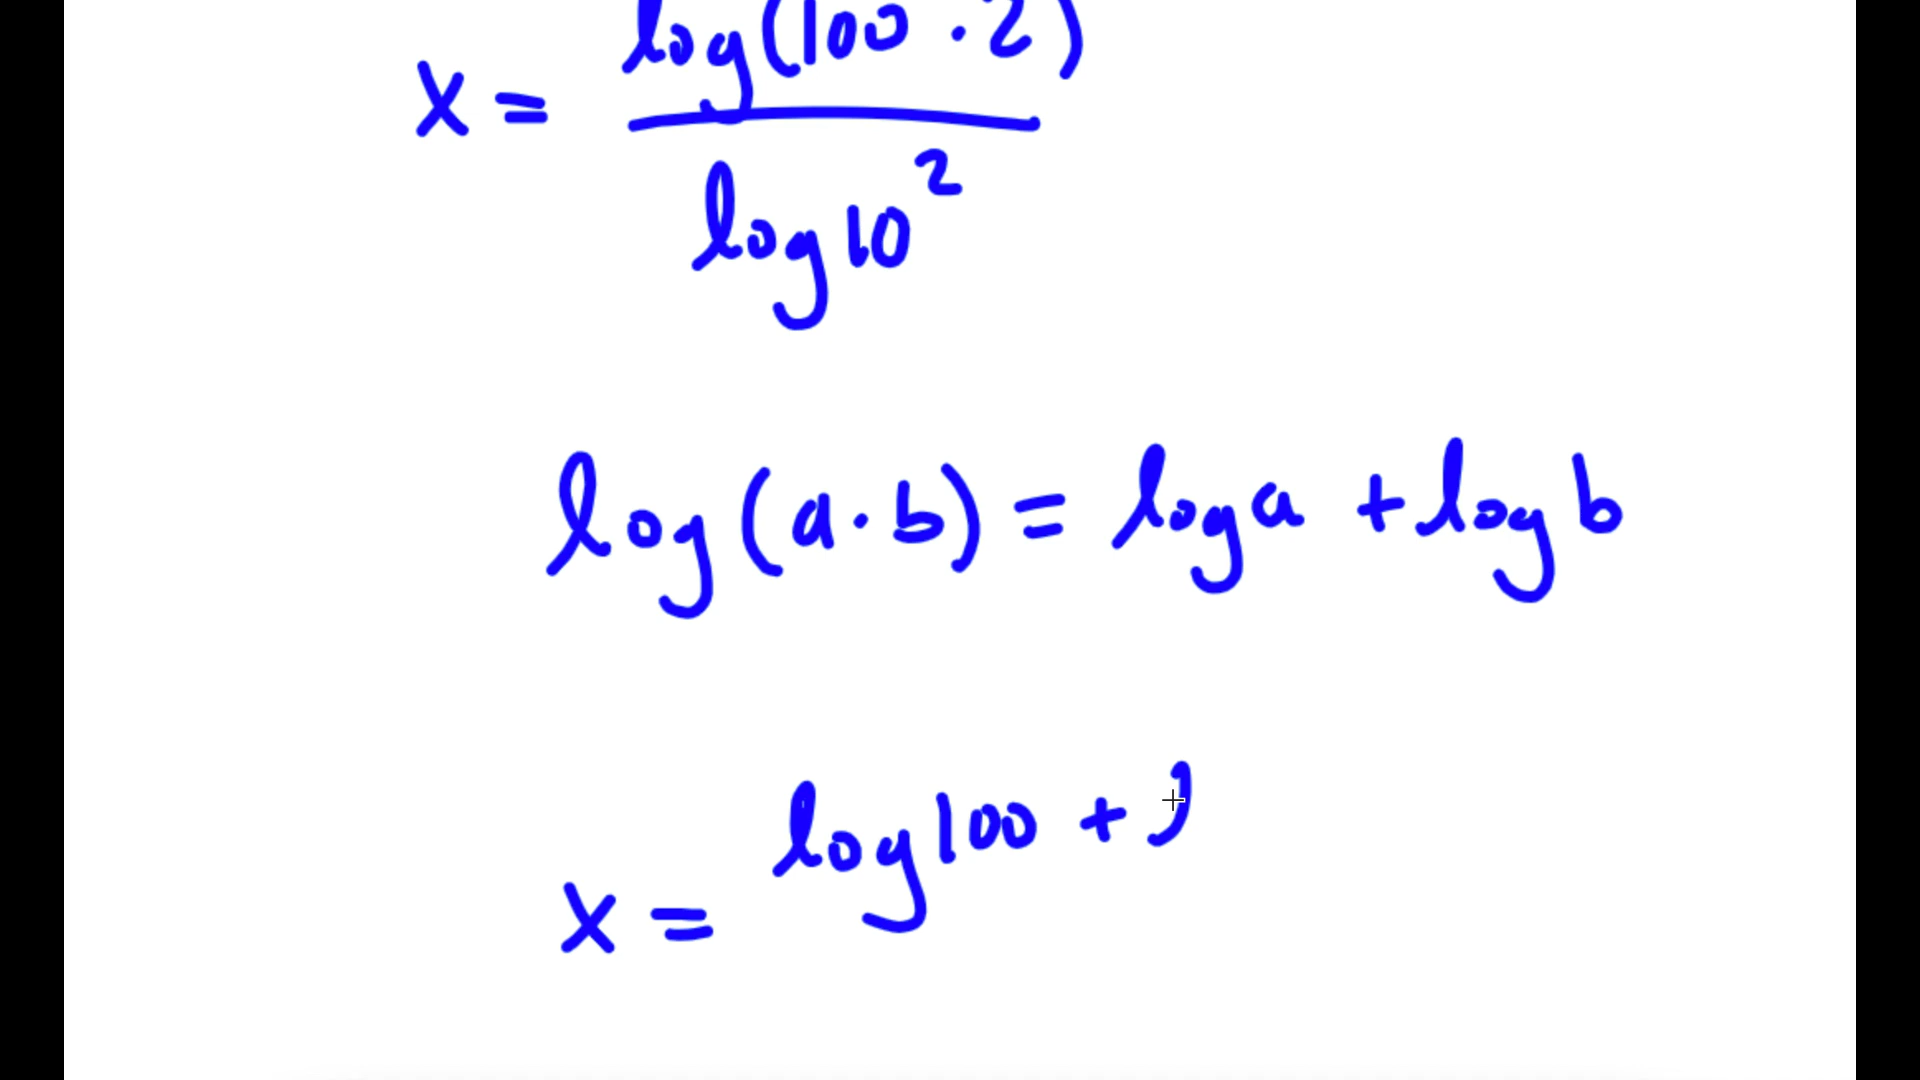 x = log(100 · 2)
log 10²
log(a·b) = log a + log b
x = log 100 +